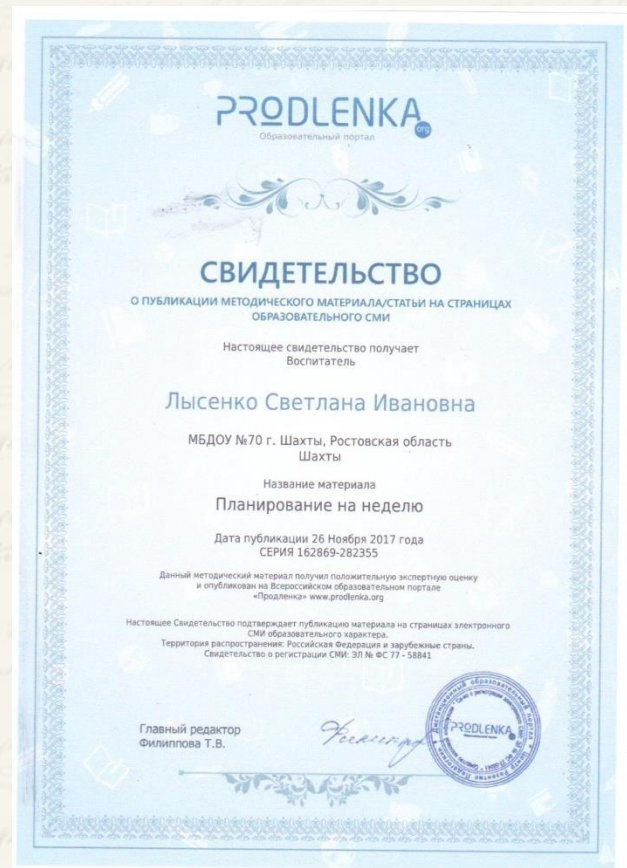 PRODLENKA
org
Образовательный портал
СВИДЕТЕЛЬСТВО
О ПУБЛИКАЦИИ МЕТОДИЧЕСКОГО МАТЕРИАЛА/СТАТЬИ НА СТРАНИЦАХ
ОБРАЗОВАТЕЛЬНОГО СМИ
Настоящее свидетельство получает
Воспитатель
Лысенко Светлана Ивановна
МБДОУ №70 г. Шахты, Ростовская область
Шахты
Название материала
Планирование на неделю
Дата публикации 26 Ноября 2017 года
СЕРИЯ 162869-282355
Данный методический материал получил положительную экспертную оценку
и опубликован на Всероссийском образовательном портале
«Продленка» www.prodlenka.org
Настоящее Свидетельство подтверждает публикацию материала на страницах электронного
СМИ образовательного характера.
Территория распространения: Российская Федерация и зарубежные страны.
Свидетельство о регистрации СМИ: ЭЛ № ФС 77 - 58841
Главный редактор
Филиппова Т.В.
PRODLENKA